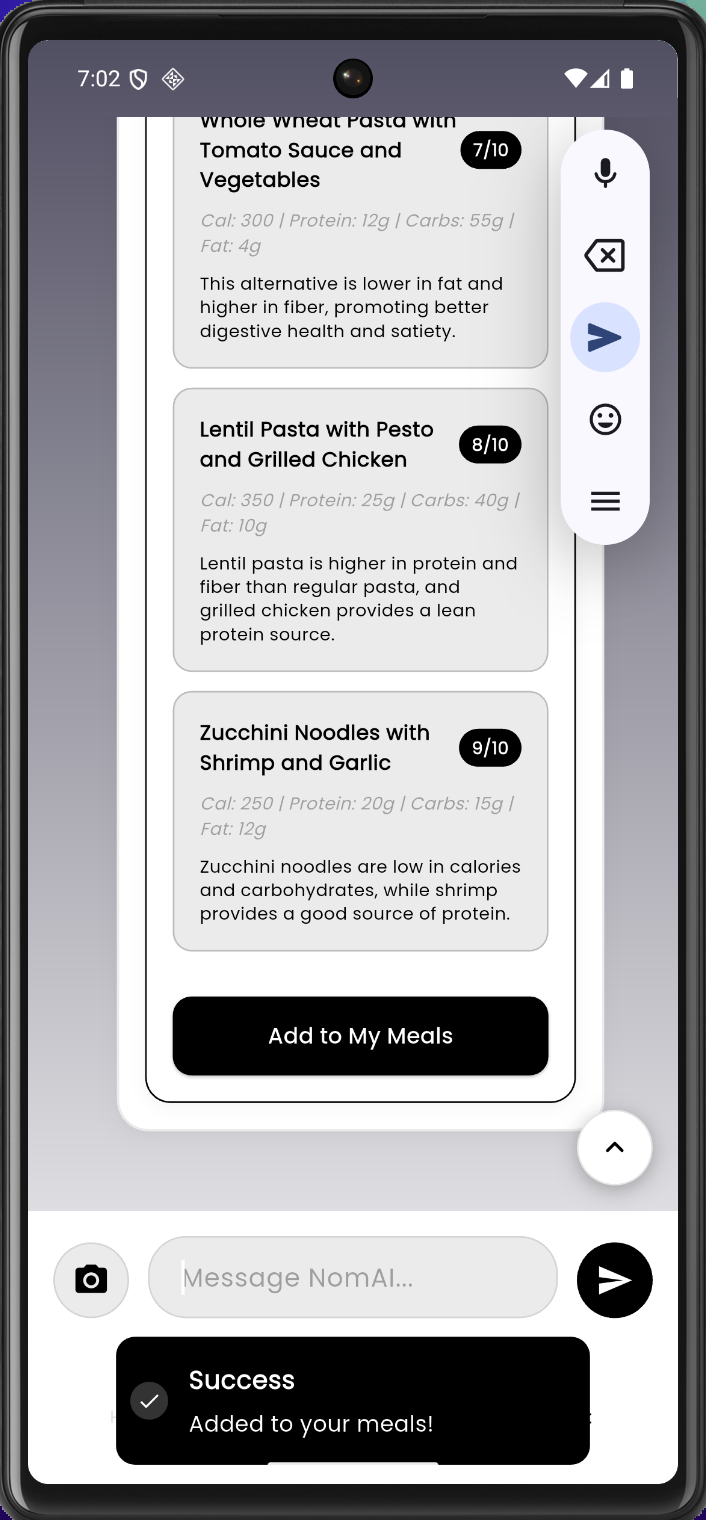 7:02
Whole Wheat Pasta with
Tomato Sauce and
Vegetables
7/10
Cal: 300 | Protein: 12g | Carbs: 55g |
Fat: 4g
This alternative is lower in fat and
higher in fiber, promoting better
digestive health and satiety.
Lentil Pasta with Pesto
and Grilled Chicken
8/10
Cal: 350 | Protein: 25g | Carbs: 40g |
Fat: 10g
Lentil pasta is higher in protein and
fiber than regular pasta, and
grilled chicken provides a lean
protein source.
Zucchini Noodles with
Shrimp and Garlic
9/10
Cal: 250 | Protein: 20g | Carbs: 15g |
Fat: 12g
Zucchini noodles are low in calories
and carbohydrates, while shrimp
provides a good source of protein.
Add to My Meals
Message NomAI...
Success
Added to your meals!